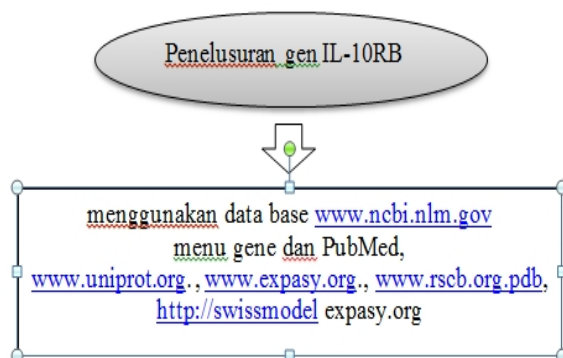 Penelusuran gen IL-10RB
menggunakan data base www.ncbi.nlm.gov
menu gene dan PubMed,
www.uniprot.org., www.expasy.org., www.rscb.org.pdb,
http://swissmodel expasy.org